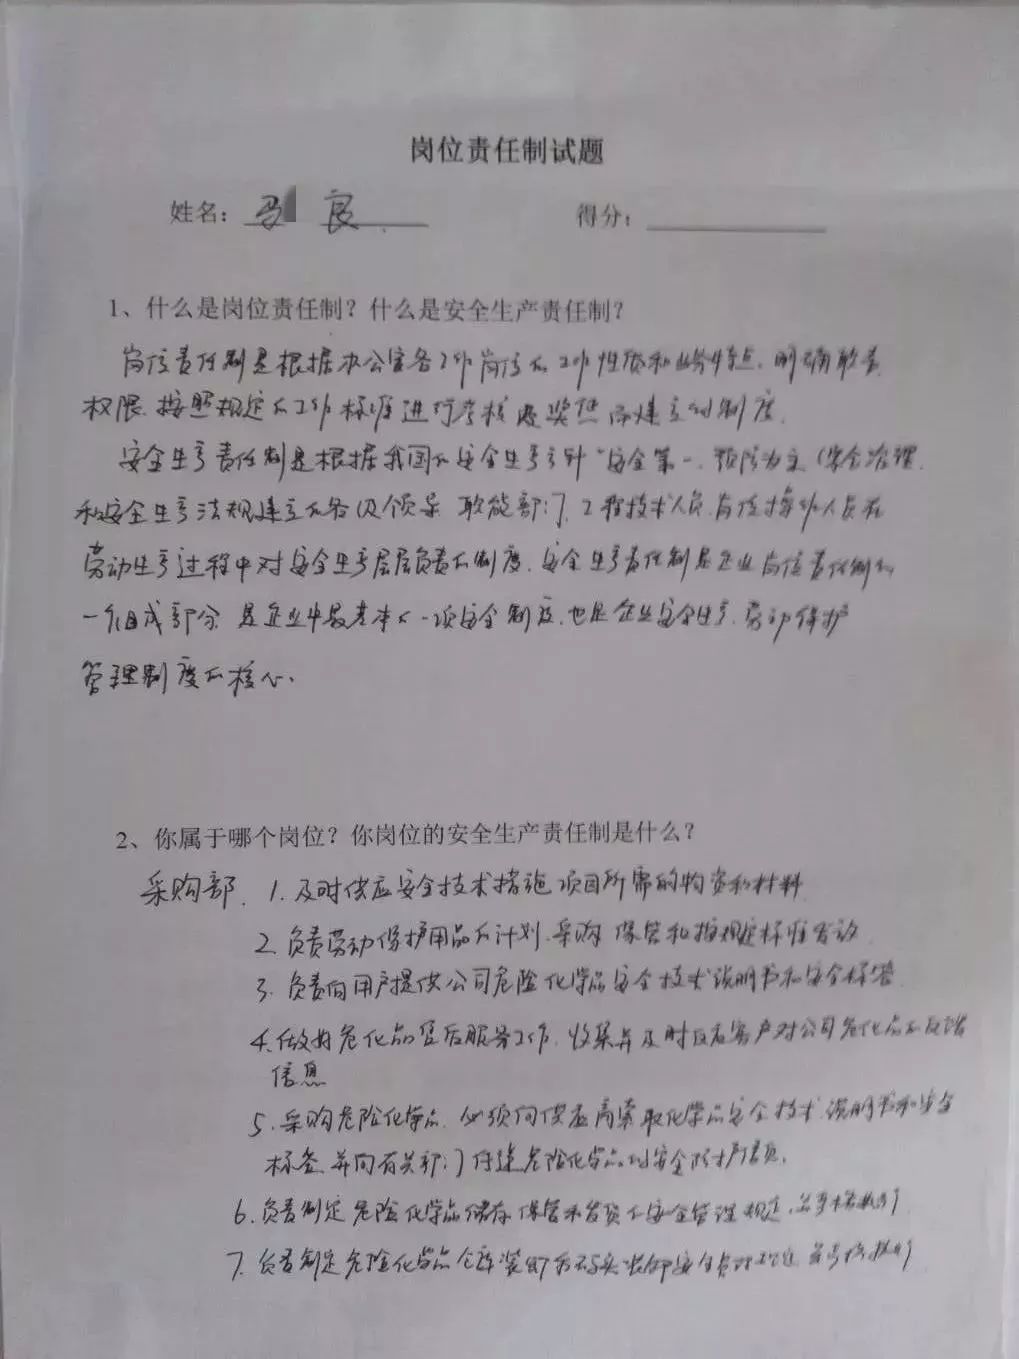 岗位责任制试题
姓名： 马 良 得分：
1、什么是岗位责任制？什么是安全生产责任制？
岗位责任制是根据办公室各工作岗位的工作性质和业务特点，明确职责
权限、按照规定的工作标准进行考核及奖惩而建立的制度。
安全生产责任制是根据我国的安全生产方针“安全第一，预防为主，综合治理
和安全生产法规建立的各级领导 职能部门、工程技术人员、岗位操作人员在
劳动生产过程中对安全生产层层负责的制度。安全生产责任制是企业岗位责任制的
一个组成部分 是企业中最基本的一项安全制度，也是企业安全生产、劳动保护
管理制度的核心。
2、你属于哪个岗位？你岗位的安全生产责任制是什么？
采购部、1. 及时供应安全技术措施项目所需的物资和材料
2. 负责劳动保护用品的计划、采购 保管和按规定标准发放
3. 负责向用户提供公司危险化学品安全技术说明书和安全标签
4. 做好危化品售后服务工作，收集并及时反应客户对公司危化品的反馈
信息
5. 采购危险化学品，必须向供应商索取化学品安全技术说明书和安全
标签 并向有关部门传递危险化学品的安全防护
6. 负责制定危险化学品储存 保管和发货的安全管理规定，并严格执行
7. 负责制定危险化学品仓库装卸和装卸安全管理规定 并严格执行